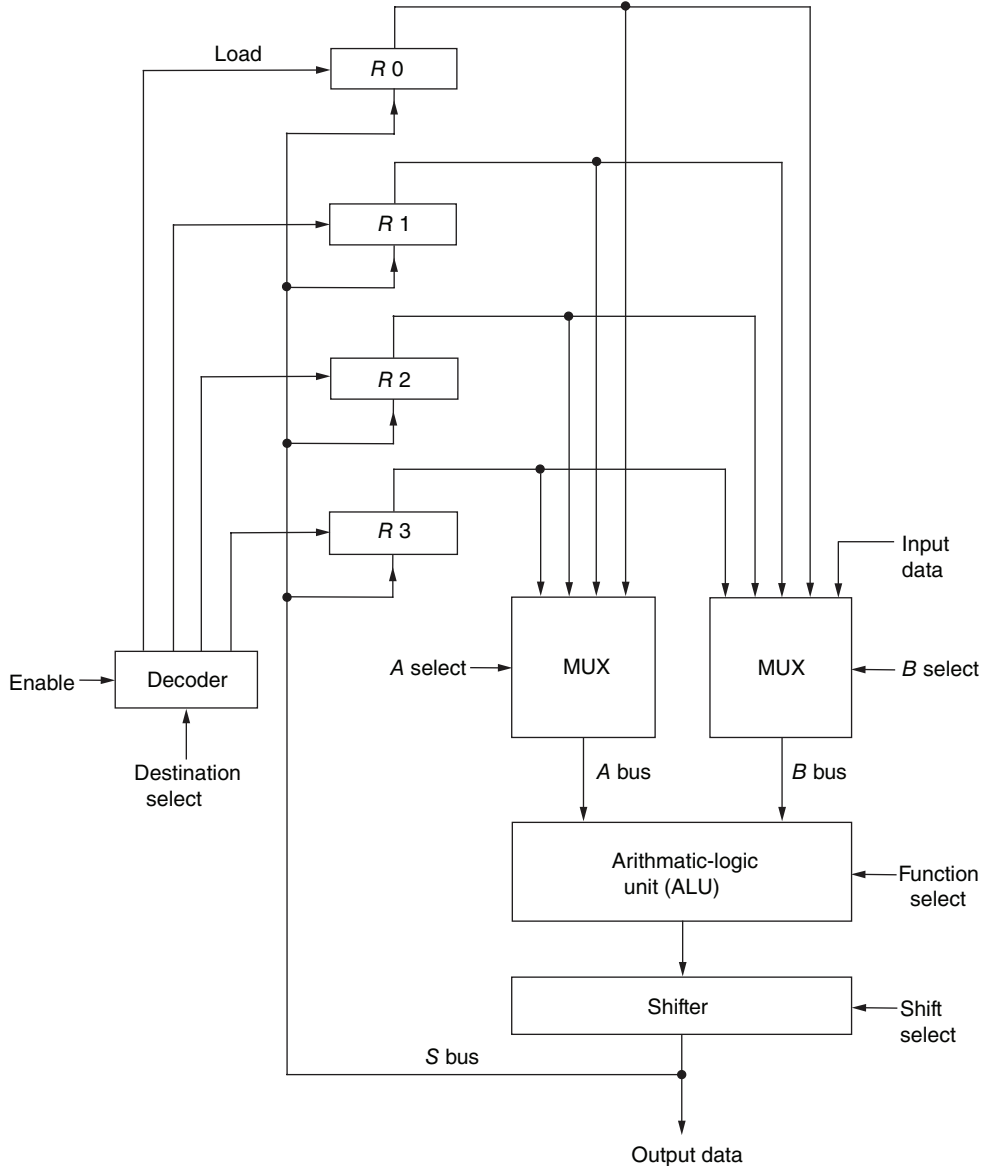 Load
R 0
R 1
R 2
R 3
Input
data
Enable
Decoder
A select
MUX
MUX
B select
Destination
select
A bus
B bus
Arithmatic-logic
unit (ALU)
Function
select
Shifter
Shift
select
S bus
Output data